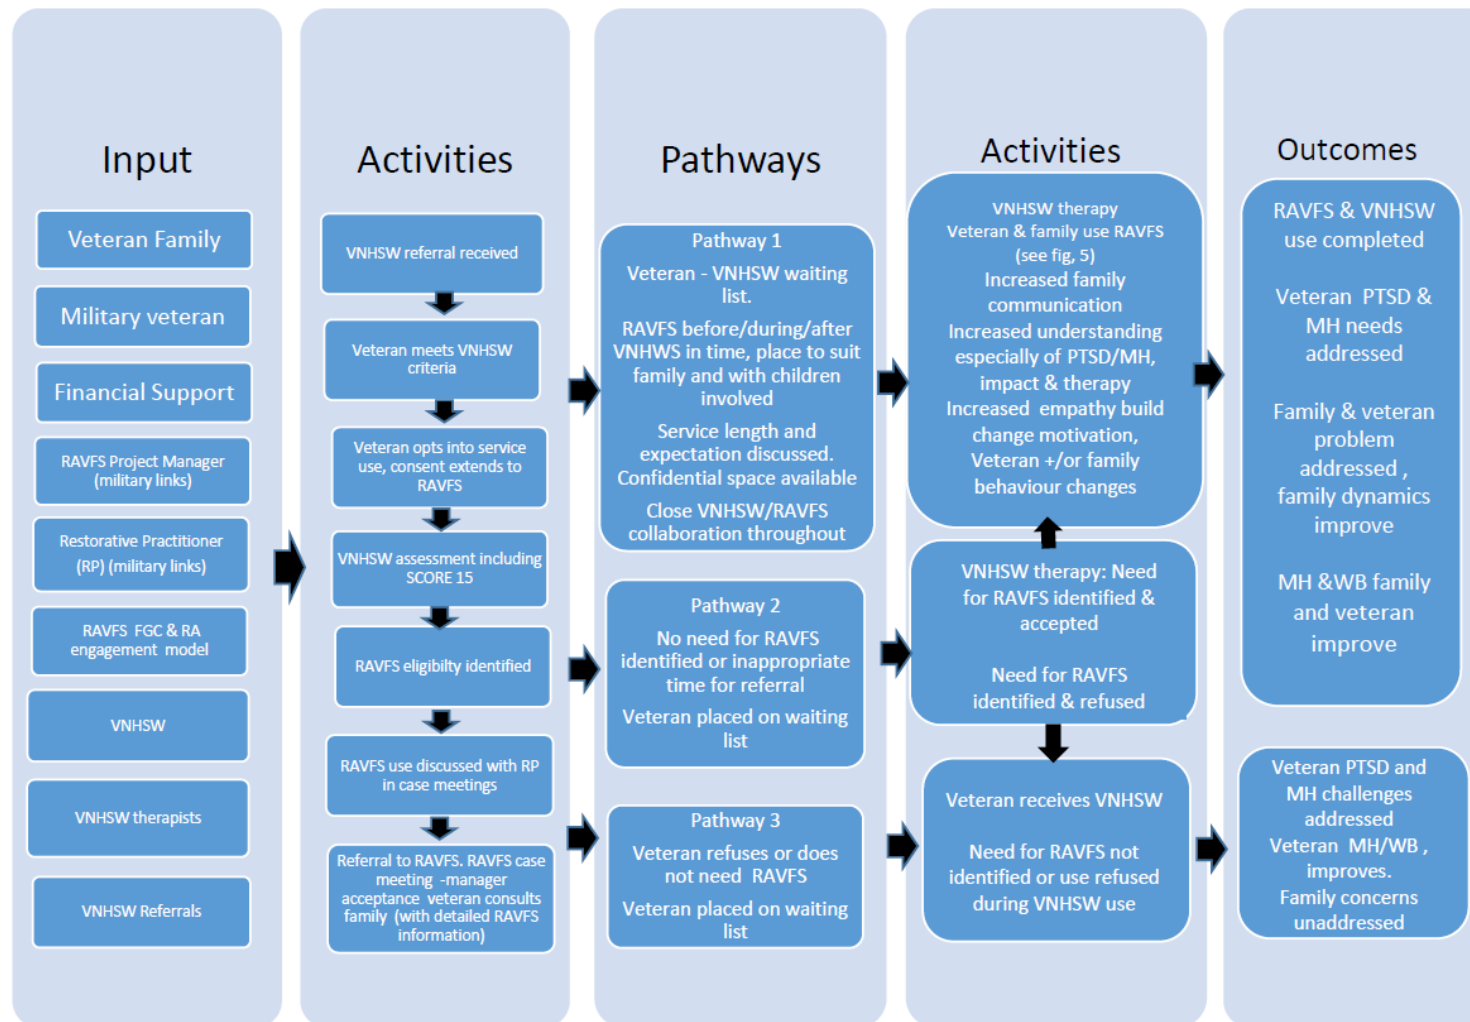 Input
Veteran Family
Military veteran
Financial Support
RAVFS Project Manager
(military links)
Restorative Practitioner
(RP) (military links)
RAVFS FGC & RA
engagement model
VNHSW
VNHSW therapists
VNHSW Referrals
Activities
VNHSW referral received
Veteran meets VNHSW
criteria
Veteran opts into service
use, consent extends to
RAVFS
VNHSW assessment including
SCORE 15
RAVFS eligibilty identified
RAVFS use discussed with RP
in case meetings
Referral to RAVFS. RAVFS case
meeting -manager
acceptance veteran consults
family (with detailed RAVFS
information)
Pathways
Pathway 1
Veteran - VNHSW waiting
list.
RAVFS before/during/after
VNHWS in time, place to suit
family and with children
involved
Service length and
expectation discussed.
Confidential space available
Close VNHSW/RAVFS
collaboration throughout
Pathway 2
No need for RAVFS
identified or inappropriate
time for referral
Veteran placed on waiting
list
Pathway 3
Veteran refuses or does
not need RAVFS
Veteran placed on waiting
list
Activities
VNHSW therapy
Veteran & family use RAVFS
(see fig, 5)
Increased family
communication
Increased understanding
especially of PTSD/MH,
impact & therapy
Increased empathy build
change motivation,
Veteran +/or family
behaviour changes
VNHSW therapy: Need
for RAVFS identified &
accepted
Need for RAVFS
identified & refused
Veteran receives VNHSW
Need for RAVFS not
identified or use refused
during VNHSW use
Outcomes
RAVFS & VNHSW
use completed
Veteran PTSD &
MH needs
addressed
Family & veteran
problem
addressed ,
family dynamics
improve
MH &WB family
and veteran
improve
Veteran PTSD and
MH challenges
addressed
Veteran MH/WB ,
improves.
Family concerns
unaddressed